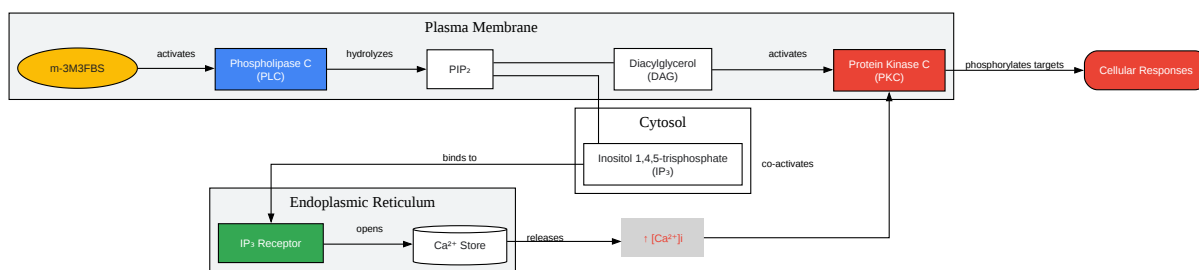 Plasma Membrane
m-3M3FBS
activates
Phospholipase C
(PLC)
hydrolyzes
PIP₂
Diacylglycerol
(DAG)
activates
Protein Kinase C
(PKC)
phosphorylates targets
Cellular Responses
Cytosol
Inositol 1,4,5-trisphosphate
(IP₃)
binds to
co-activates
Endoplasmic Reticulum
IP₃ Receptor
opens
Ca²⁺ Store
releases
↑ [Ca²⁺]i